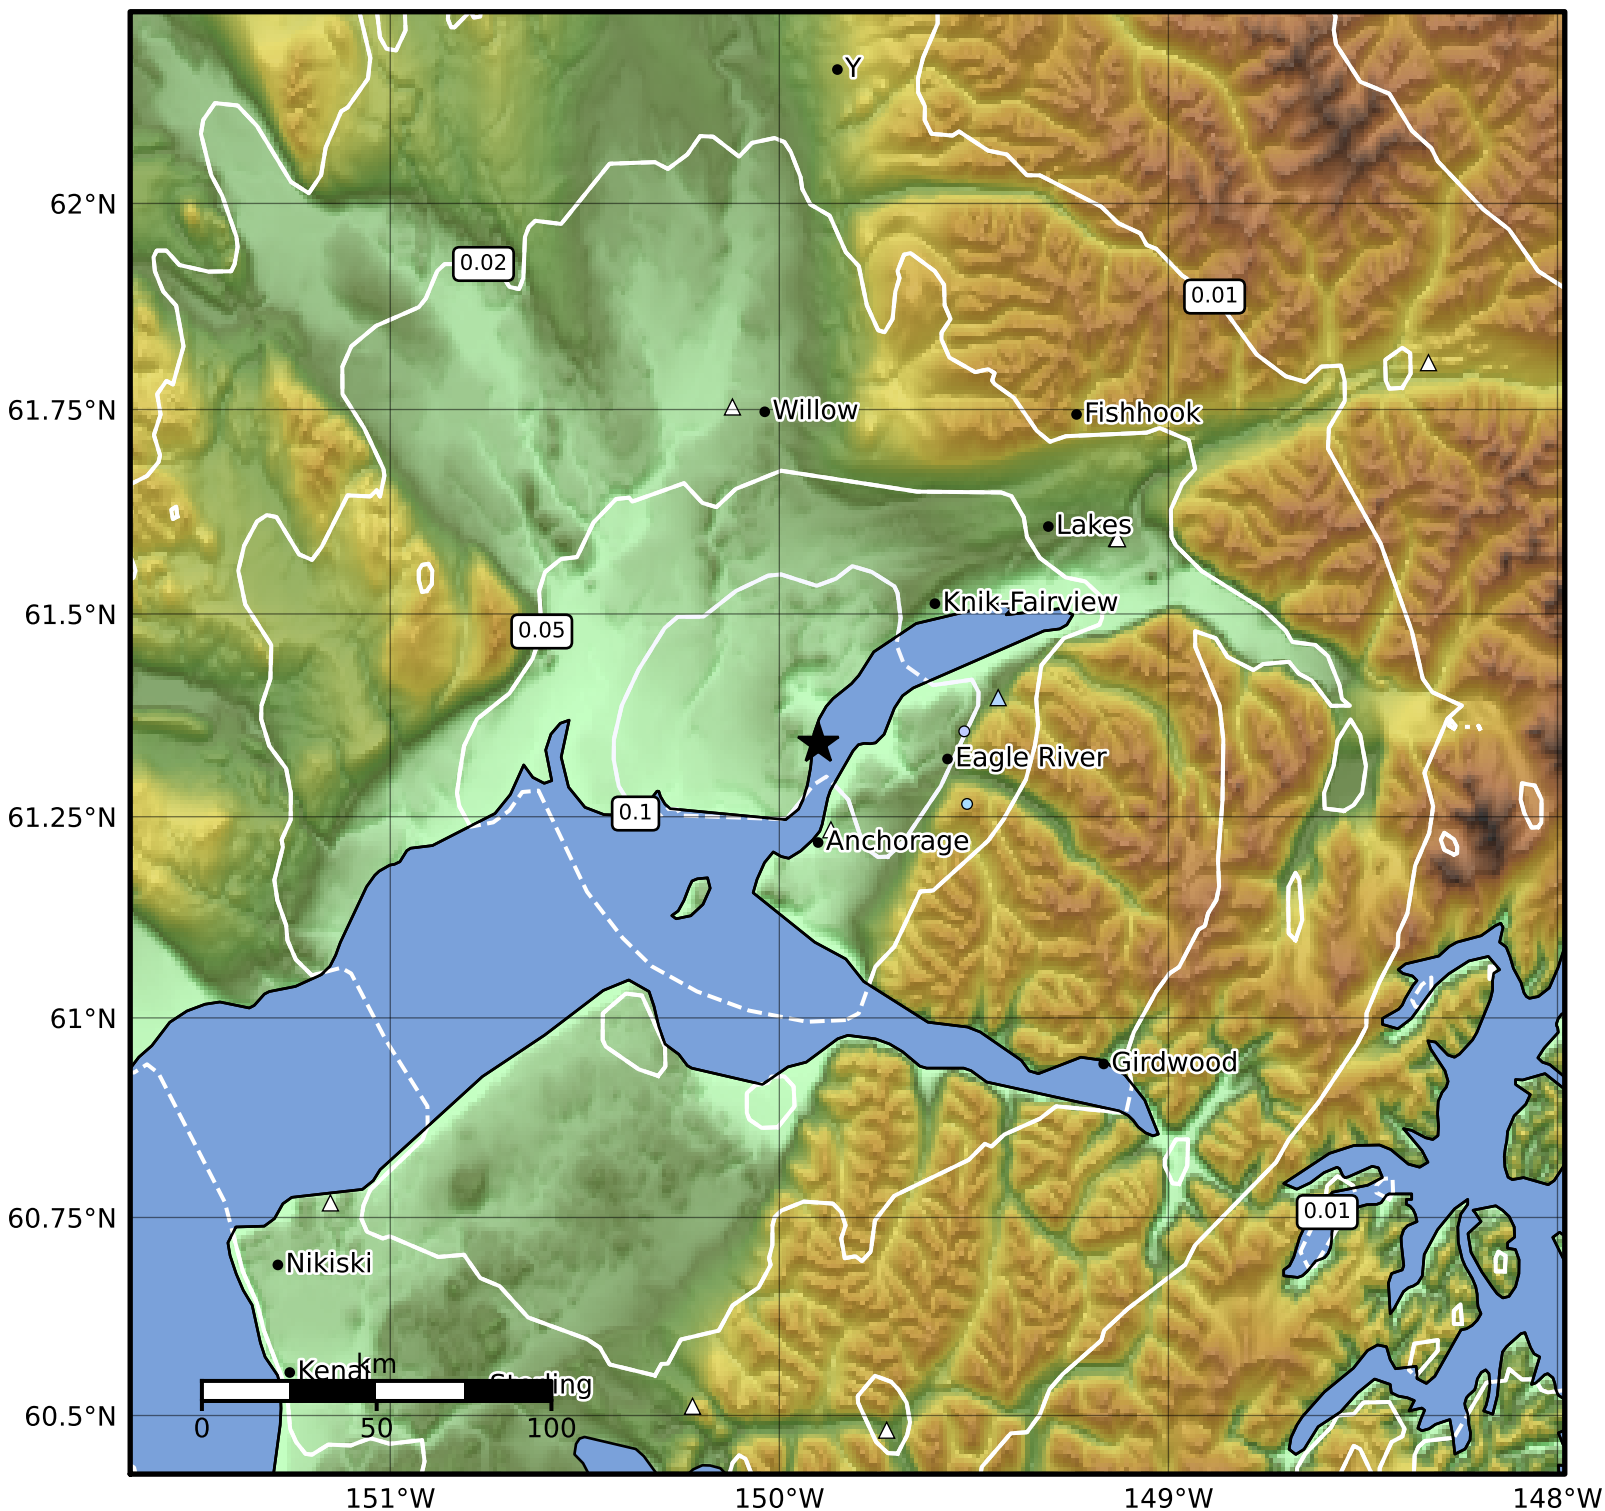 Y
62°N
0.02
0.01
61.75°N
Willow
Fishhook
Lakes
61.5°N
Knik-Fairview
0.05
Eagle River
61.25°N
0.1
Anchorage
61°N
Girdwood
60.75°N
0.01
Nikiski
Kenai
km
Sterling
60.5°N
0 50 100
151°W 150°W 149°W 148°W